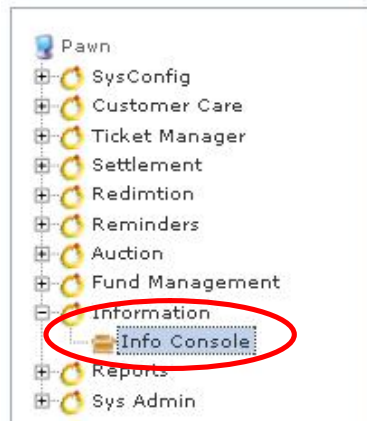 Pawn
SysConfig
Customer Care
Ticket Manager
Settlement
Redimtion
Reminders
Auction
Fund Management
Information
Info Console
Reports
Sys Admin